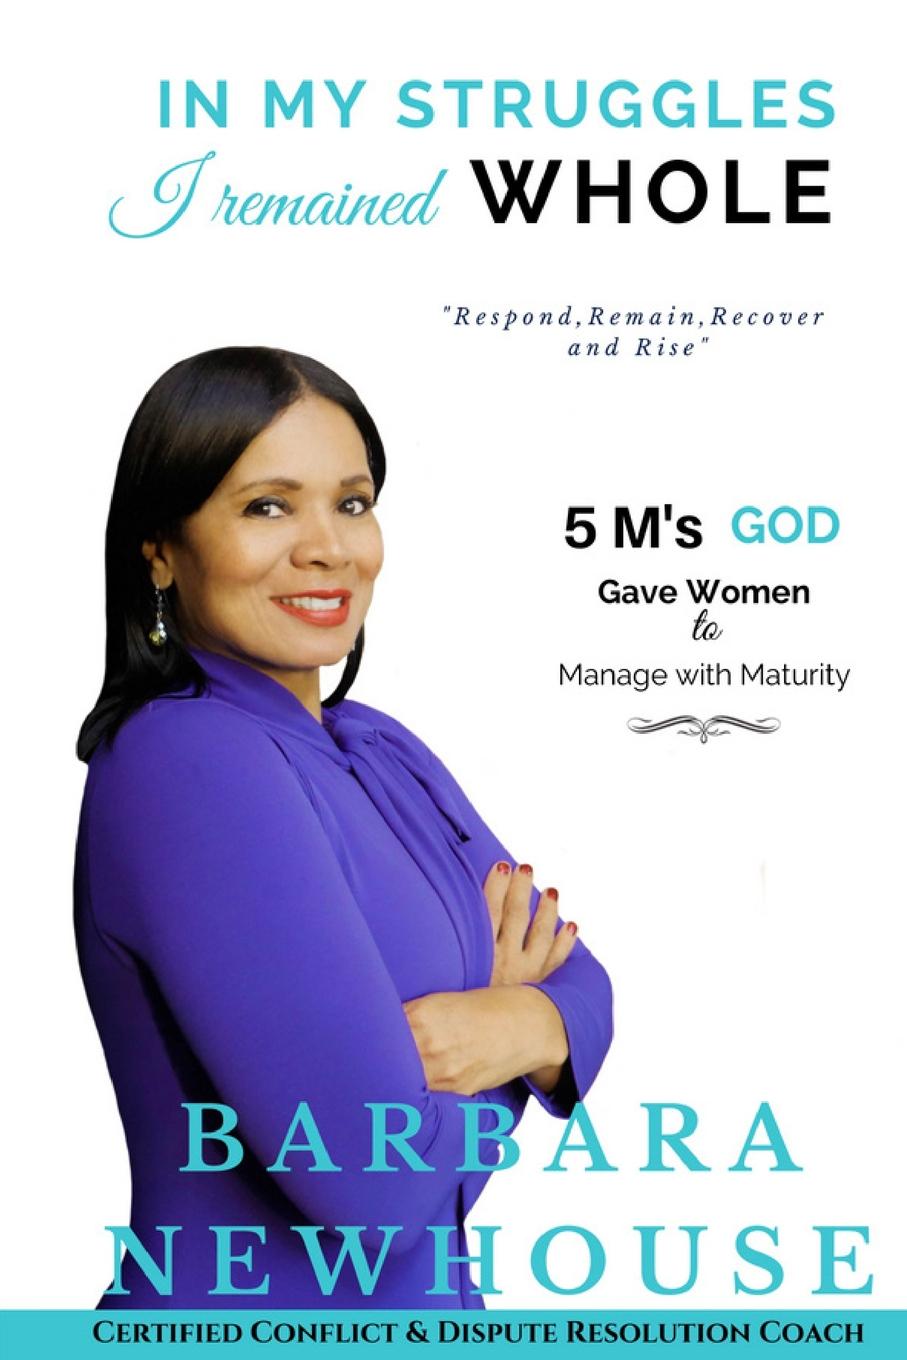 IN MY STRUGGLES
I remained WHOLE
"Respond,Remain,Recover
and Rise"
5 M's GOD
Gave Women
to
Manage with Maturity
BARBARA
NEWHOUSE
CERTIFIED CONFLICT & DISPUTE RESOLUTION COACH